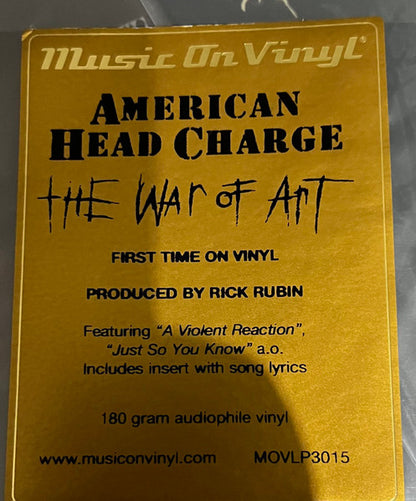 Music On Vinyl®
AMERICAN
HEAD CHARGE
THE WAR OF ART
FIRST TIME ON VINYL
PRODUCED BY RICK RUBIN
Featuring “A Violent Reaction”,
“Just So You Know” a.o.
Includes insert with song lyrics
180 gram audiophile vinyl
www.musiconvinyl.com MOVLP3015